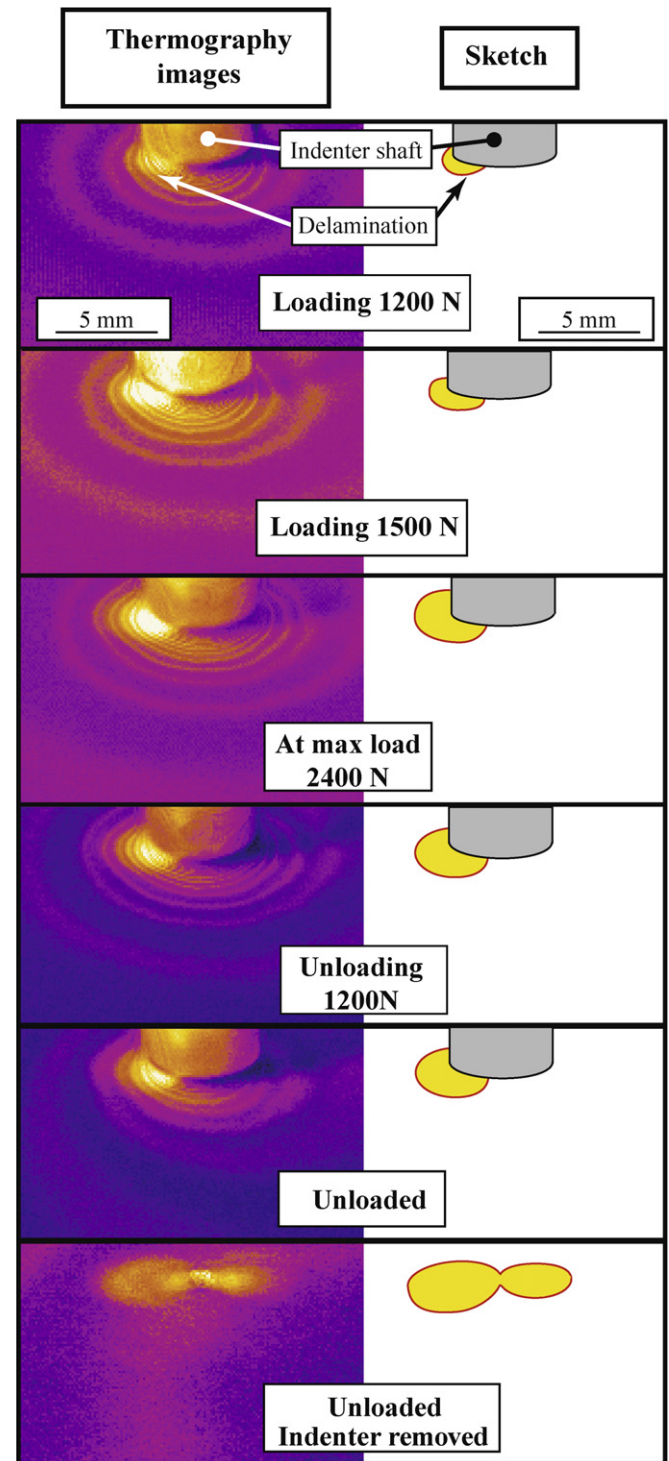 Thermography
images
Sketch
Indenter shaft
Delamination
Loading 1200 N
5 mm
5 mm
Loading 1500 N
At max load
2400 N
Unloading
1200N
Unloaded
Unloaded
Indenter removed